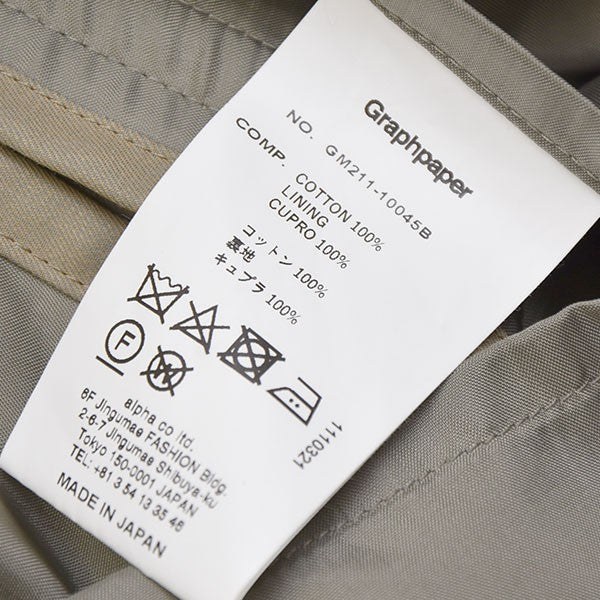 Graphpaper
NO. GM211-10045B
COMP. COTTON 100%
LINING
CUPRO 100%
コットン 100%
裏地
キュプラ 100%
F
W
1110321
alpha co ltd.
6F Jingumae FASHION Bldg.
2-6-7 Jingumae Shibuya-ku
Tokyo 150-0001 JAPAN
TEL: +81 3 54 13 35 46
MADE IN JAPAN